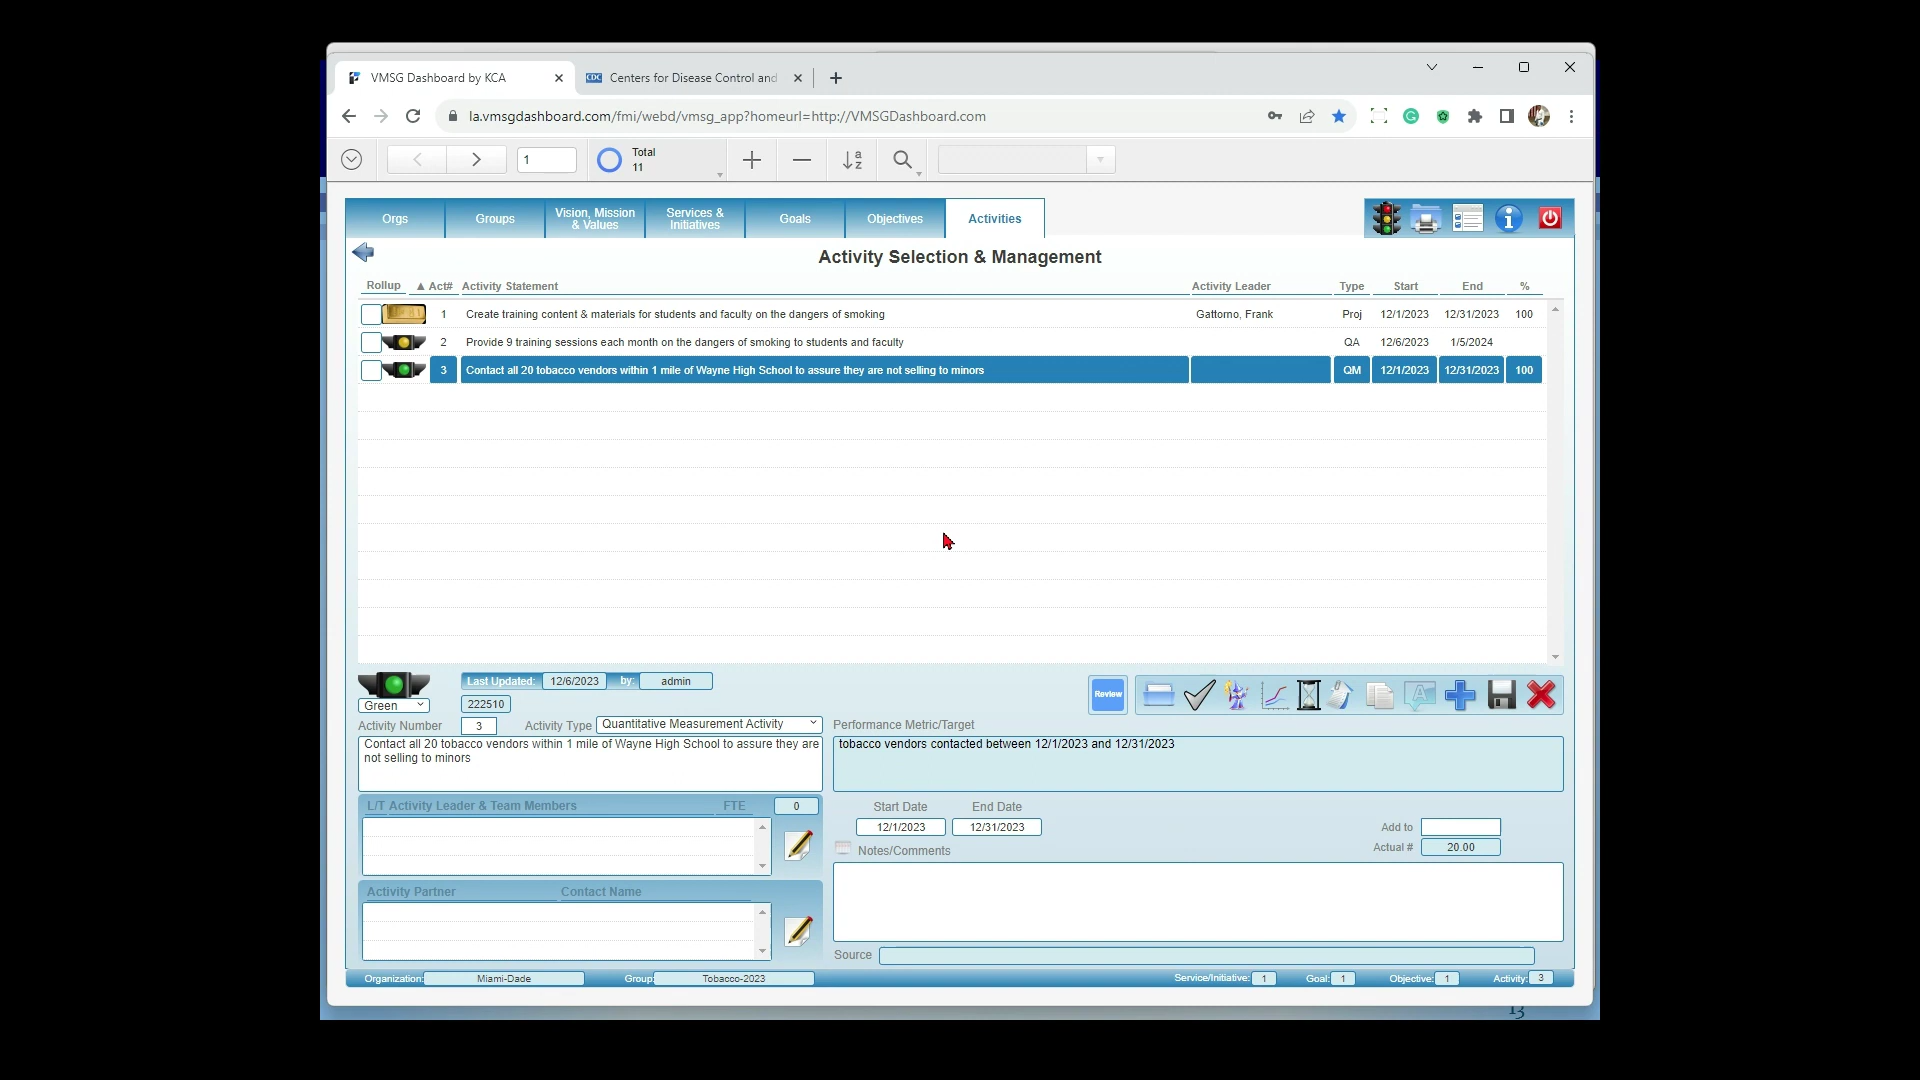 VMSG Dashboard by KCA
CDC Centers for Disease Control and
la.vmsgdashboard.com/fmi/webd/vmsg_app?homeurl=http://VMSGDashboard.com
1
Total
11
Orgs
Groups
Vision, Mission
& Values
Services &
Initiatives
Goals
Objectives
Activities
Activity Selection & Management
Rollup ▲ Act# Activity Statement Activity Leader Type Start End %
1 Create training content & materials for students and faculty on the dangers of smoking Gattorno, Frank Proj 12/1/2023 12/31/2023 100
2 Provide 9 training sessions each month on the dangers of smoking to students and faculty QA 12/6/2023 1/5/2024
3 Contact all 20 tobacco vendors within 1 mile of Wayne High School to assure they are not selling to minors QM 12/1/2023 12/31/2023 100
Last Updated: 12/6/2023 by: admin
Review
Green
222510
Activity Number 3 Activity Type Quantitative Measurement Activity
Performance Metric/Target
Contact all 20 tobacco vendors within 1 mile of Wayne High School to assure they are
not selling to minors
tobacco vendors contacted between 12/1/2023 and 12/31/2023
L/T Activity Leader & Team Members FTE 0
Start Date End Date
12/1/2023 12/31/2023
Add to
Actual # 20.00
Notes/Comments
Activity Partner Contact Name
Source
Organization: Miami-Dade Group: Tobacco-2023 Service/Initiative: 1 Goal: 1 Objective: 1 Activity: 3
13